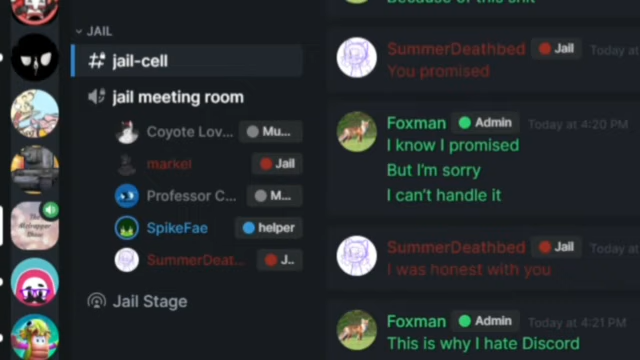 Because of this shit
JAIL
jail-cell
jail meeting room
Coyote Lov... Mu...
markel Jail
Professor C... M...
SpikeFae helper
SummerDeat... J..
Jail Stage
SummerDeathbed Jail Today at
You promised
Foxman Admin Today at 4:20 PM
I know I promised
But I'm sorry
I can't handle it
SummerDeathbed Jail Today at
I was honest with you
Foxman Admin Today at 4:21 PM
This is why I hate Discord